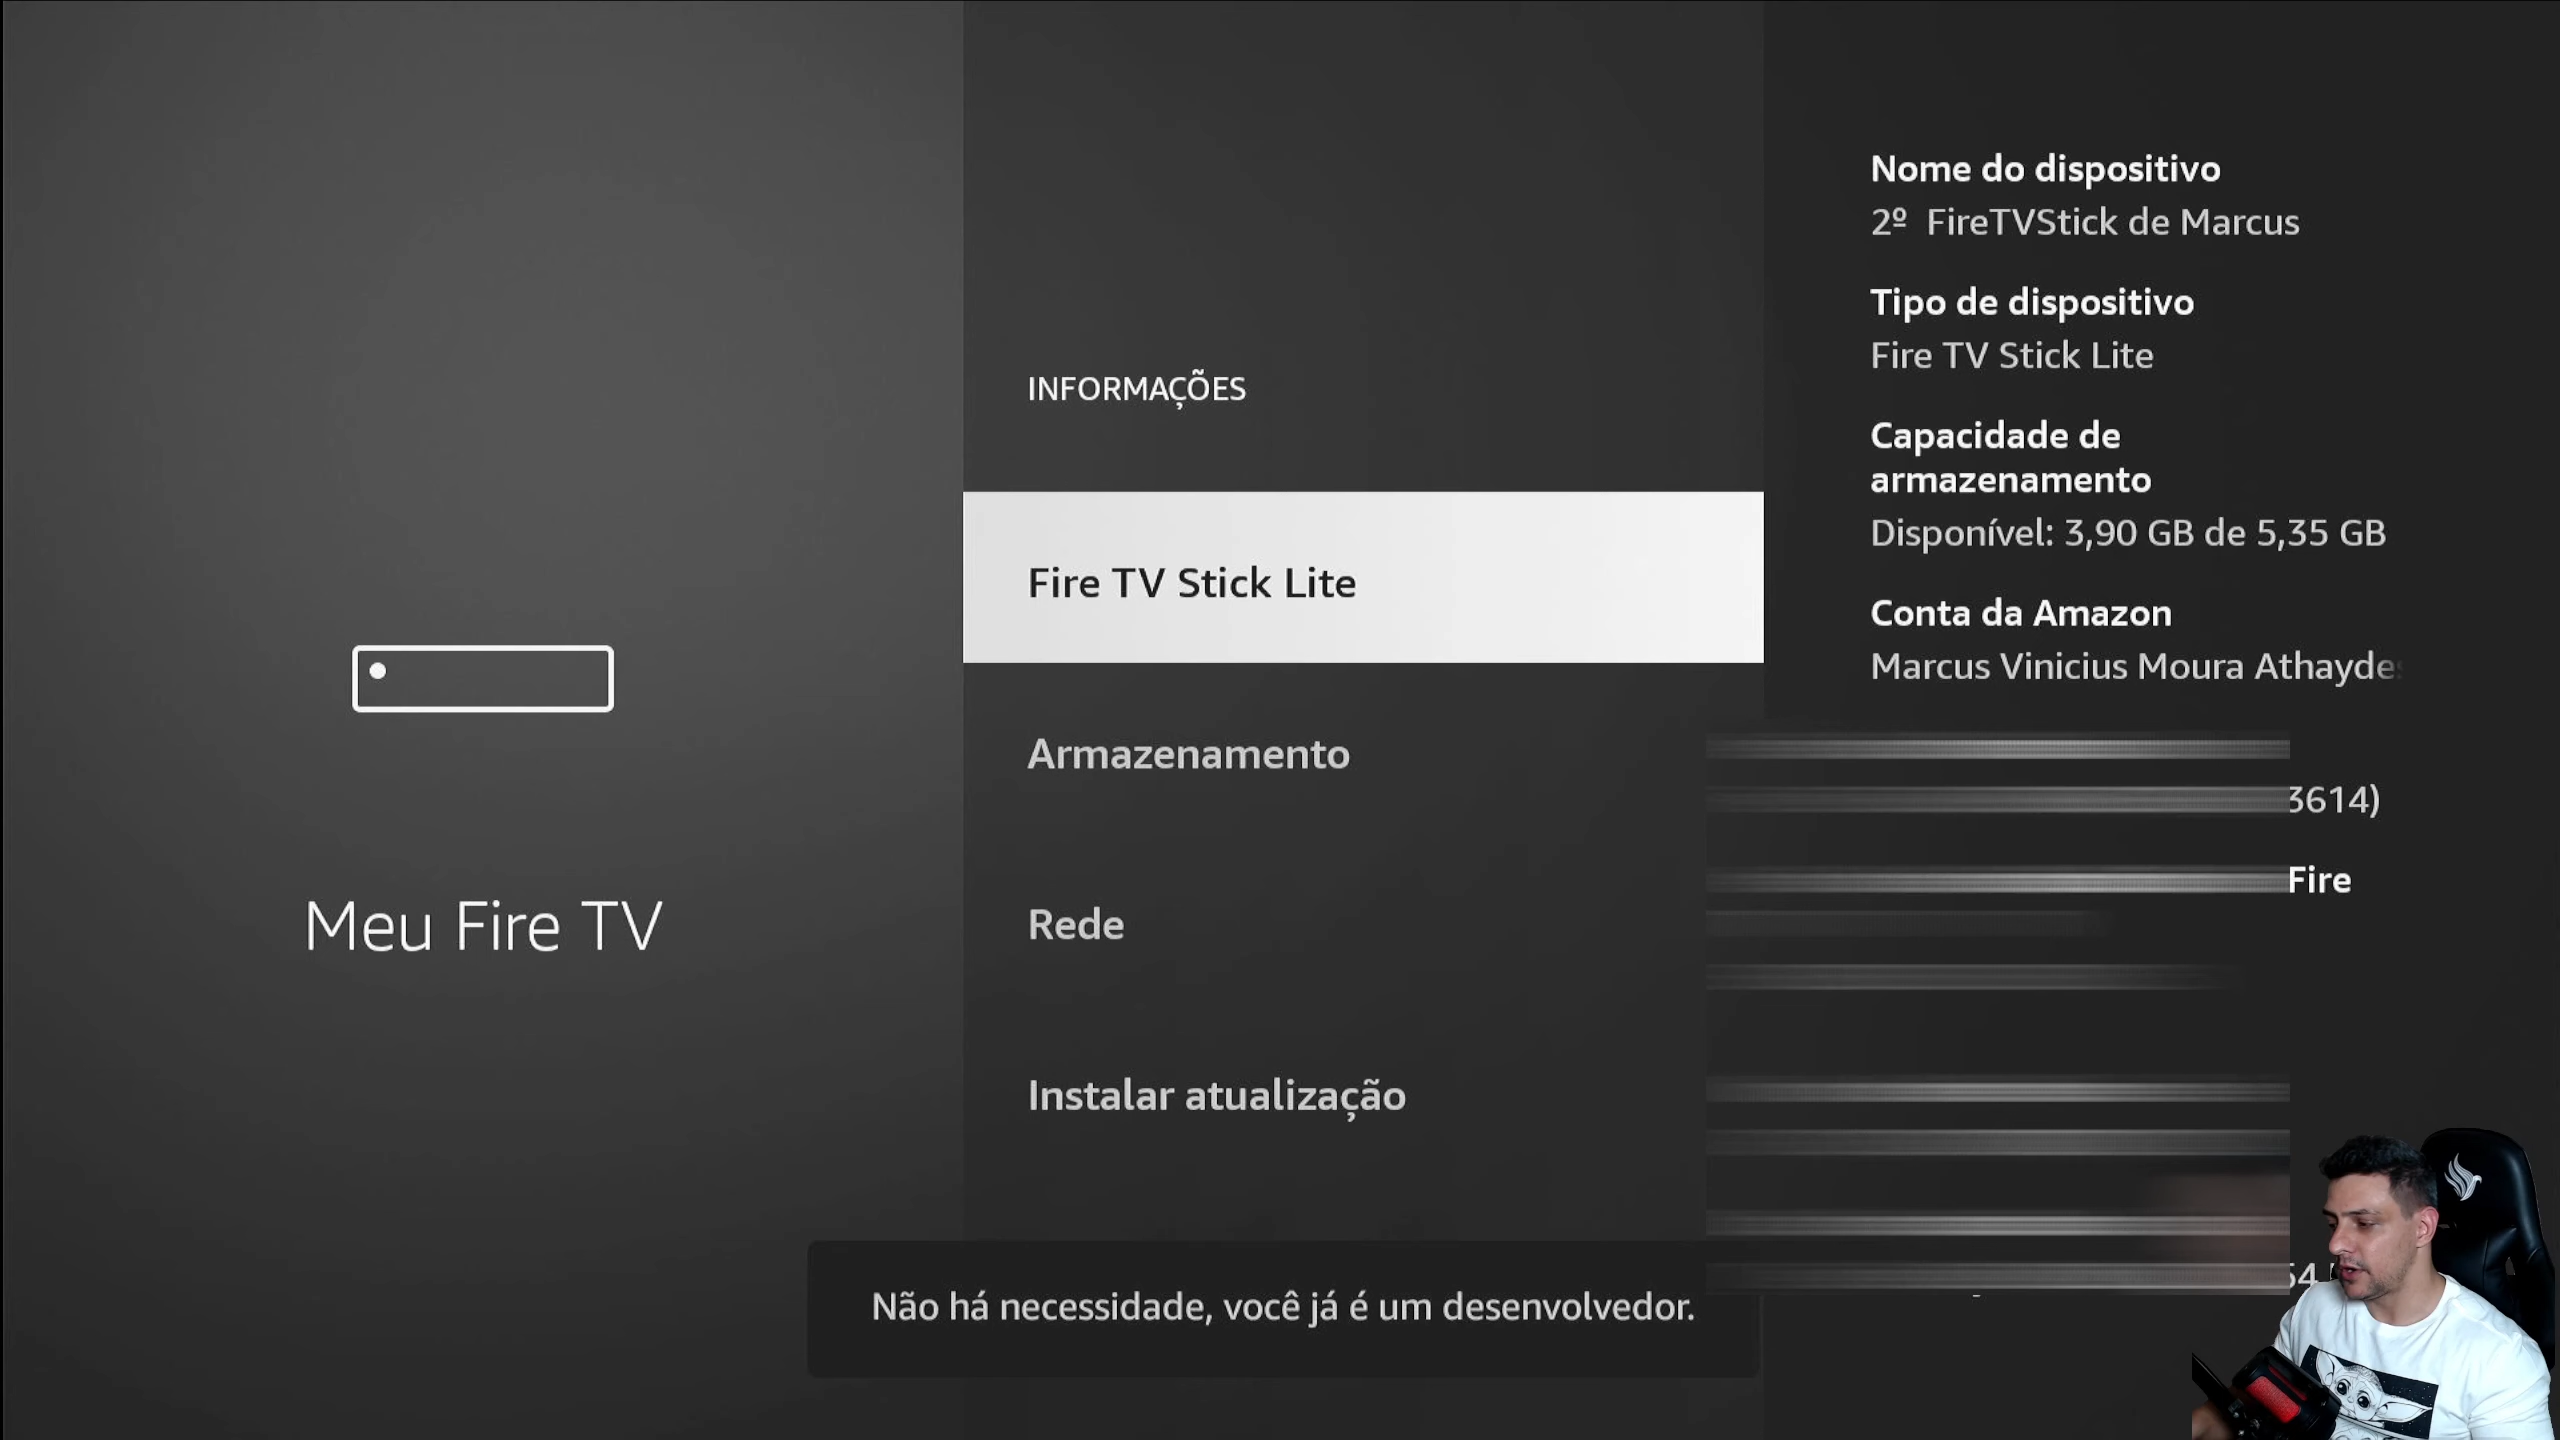 Meu Fire TV
INFORMAÇÕES
Fire TV Stick Lite
Armazenamento
Rede
Instalar atualização
Nome do dispositivo
2º FireTVStick de Marcus
Tipo de dispositivo
Fire TV Stick Lite
Capacidade de
armazenamento
Disponível: 3,90 GB de 5,35 GB
Conta da Amazon
Marcus Vinicius Moura Athayde
3614)
Fire
Não há necessidade, você já é um desenvolvedor.